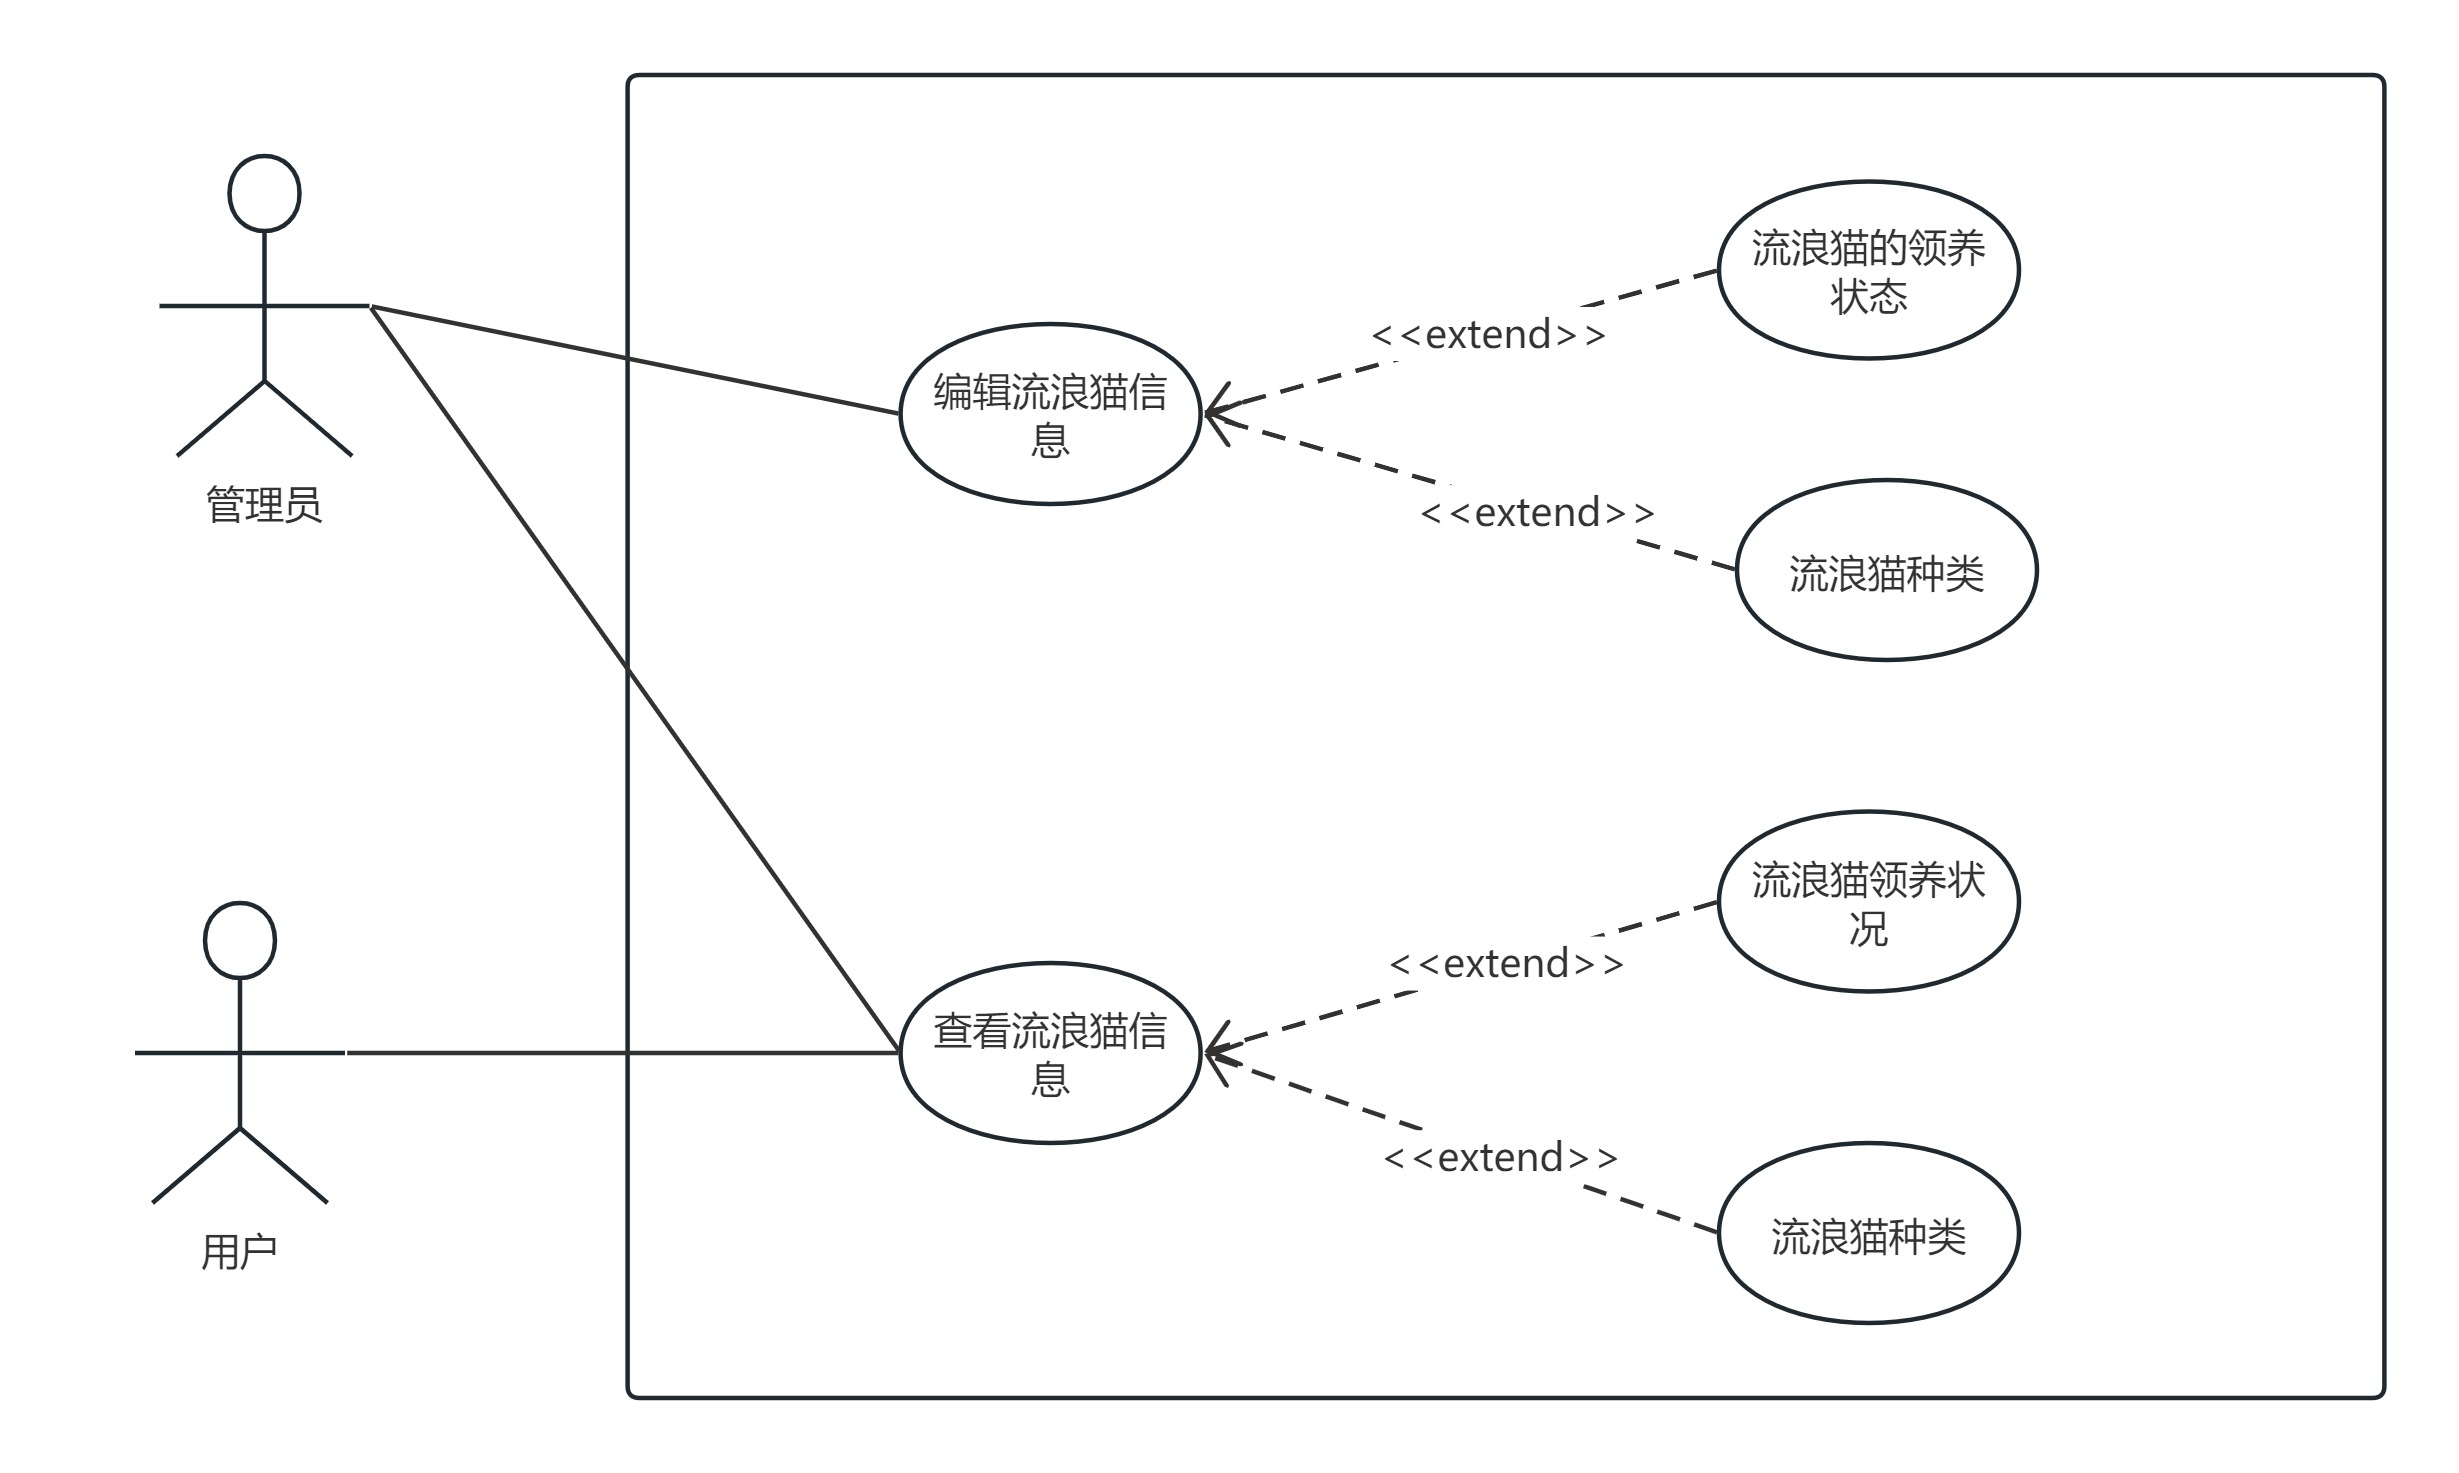 流浪猫的领养
状态
<<extend>>
编辑流浪猫信
息
管理员
<<extend>>
流浪猫种类
流浪猫领养状
况
<<extend>>
查看流浪猫信
息
<<extend>>
用户
流浪猫种类